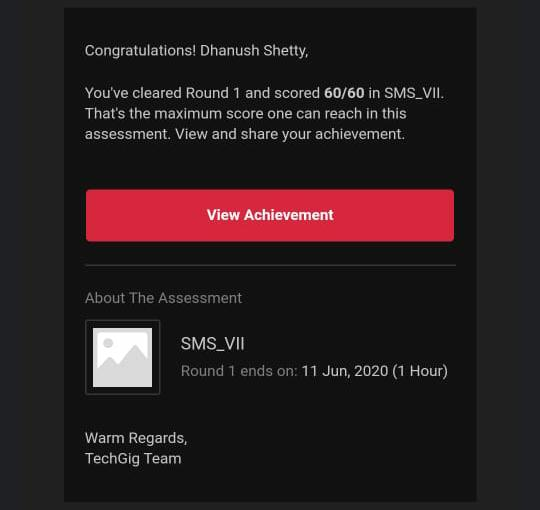 Congratulations! Dhanush Shetty,
You've cleared Round 1 and scored 60/60 in SMS_VII.
That's the maximum score one can reach in this
assessment. View and share your achievement.
View Achievement
About The Assessment
SMS_VII
Round 1 ends on: 11 Jun, 2020 (1 Hour)
Warm Regards,
TechGig Team